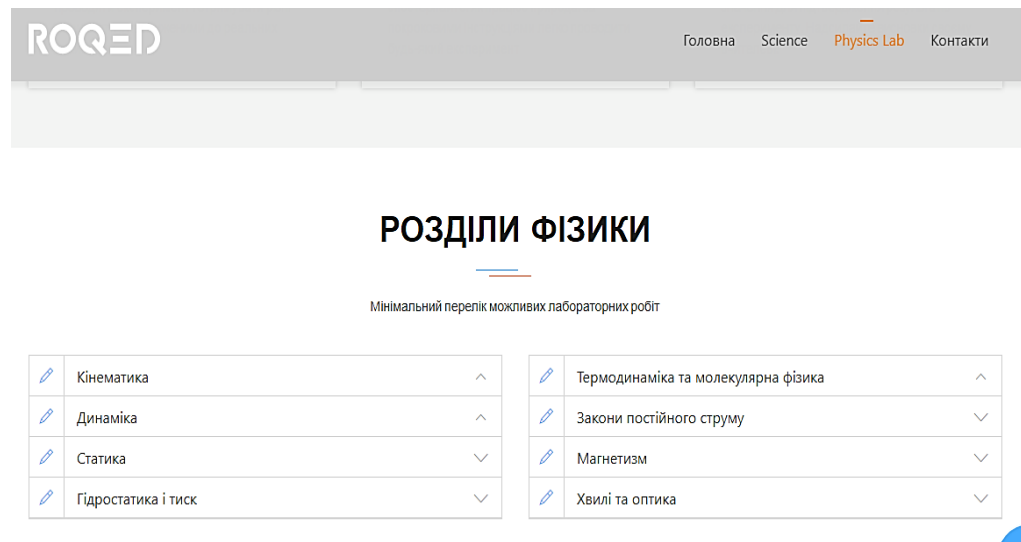 ROQED
Головна Science Physics Lab Контакти
РОЗДІЛИ ФІЗИКИ
Мінімальний перелік можливих лабораторних робіт
Кінематика
Динаміка
Статика
Гідростатика і тиск
Термодинаміка та молекулярна фізика
Закони постійного струму
Магнетизм
Хвилі та оптика